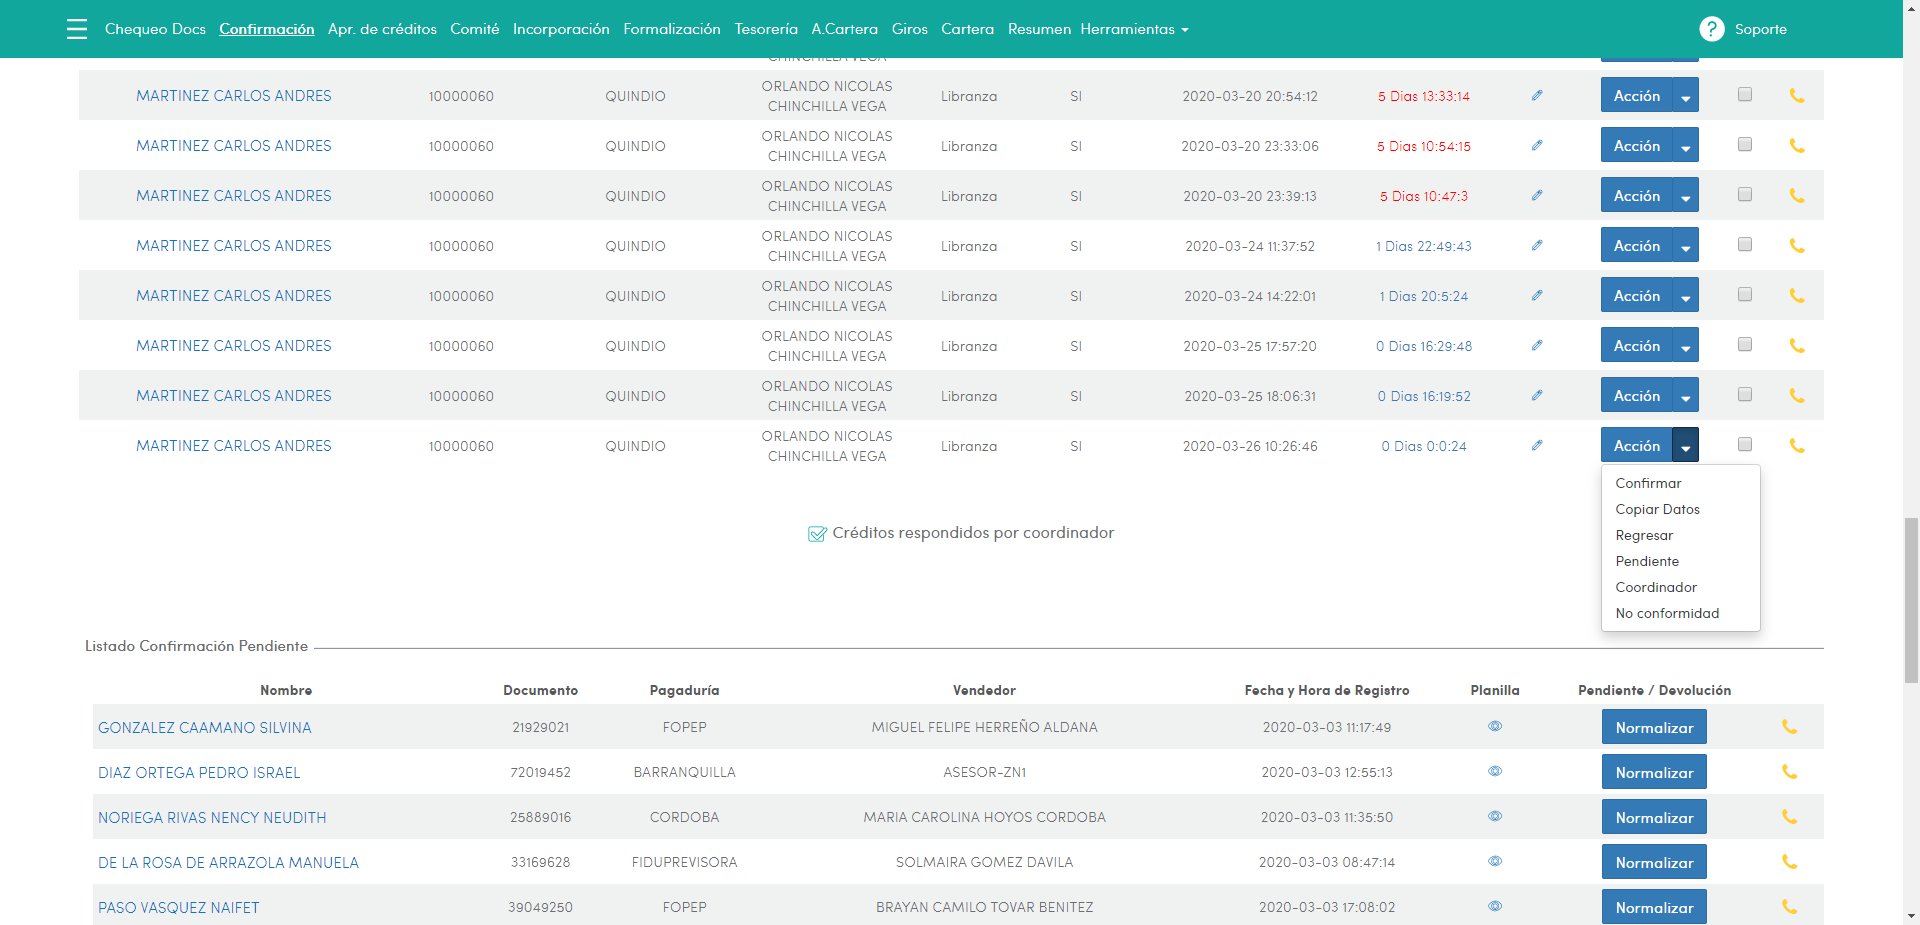 Chequeo Docs Confirmación Apr. de créditos Comité Incorporación Formalización Tesorería A.Cartera Giros Cartera Resumen Herramientas ? Soporte
CHINCHILLA VEGA
MARTINEZ CARLOS ANDRES 10000060 QUINDIO ORLANDO NICOLAS CHINCHILLA VEGA Libranza SI 2020-03-20 20:54:12 5 Dias 13:33:14 Acción
MARTINEZ CARLOS ANDRES 10000060 QUINDIO ORLANDO NICOLAS CHINCHILLA VEGA Libranza SI 2020-03-20 23:33:06 5 Dias 10:54:15 Acción
MARTINEZ CARLOS ANDRES 10000060 QUINDIO ORLANDO NICOLAS CHINCHILLA VEGA Libranza SI 2020-03-20 23:39:13 5 Dias 10:47:3 Acción
MARTINEZ CARLOS ANDRES 10000060 QUINDIO ORLANDO NICOLAS CHINCHILLA VEGA Libranza SI 2020-03-24 11:37:52 1 Dias 22:49:43 Acción
MARTINEZ CARLOS ANDRES 10000060 QUINDIO ORLANDO NICOLAS CHINCHILLA VEGA Libranza SI 2020-03-24 14:22:01 1 Dias 20:5:24 Acción
MARTINEZ CARLOS ANDRES 10000060 QUINDIO ORLANDO NICOLAS CHINCHILLA VEGA Libranza SI 2020-03-25 17:57:20 0 Dias 16:29:48 Acción
MARTINEZ CARLOS ANDRES 10000060 QUINDIO ORLANDO NICOLAS CHINCHILLA VEGA Libranza SI 2020-03-25 18:06:31 0 Dias 16:19:52 Acción
MARTINEZ CARLOS ANDRES 10000060 QUINDIO ORLANDO NICOLAS CHINCHILLA VEGA Libranza SI 2020-03-26 10:26:46 0 Dias 0:0:24 Acción
Confirmar
Copiar Datos
Regresar
Pendiente
Coordinador
No conformidad
Créditos respondidos por coordinador
Listado Confirmación Pendiente
Nombre Documento Pagaduría Vendedor Fecha y Hora de Registro Planilla Pendiente / Devolución
GONZALEZ CAAMANO SILVINA 21929021 FOPEP MIGUEL FELIPE HERREÑO ALDANA 2020-03-03 11:17:49 Normalizar
DIAZ ORTEGA PEDRO ISRAEL 72019452 BARRANQUILLA ASESOR-ZN1 2020-03-03 12:55:13 Normalizar
NORIEGA RIVAS NENCY NEUDITH 25889016 CORDOBA MARIA CAROLINA HOYOS CORDOBA 2020-03-03 11:35:50 Normalizar
DE LA ROSA DE ARRAZOLA MANUELA 33169628 FIDUPREVISORA SOLMAIRA GOMEZ DAVILA 2020-03-03 08:47:14 Normalizar
PASO VASQUEZ NAIFET 39049250 FOPEP BRAYAN CAMILO TOVAR BENITEZ 2020-03-03 17:08:02 Normalizar